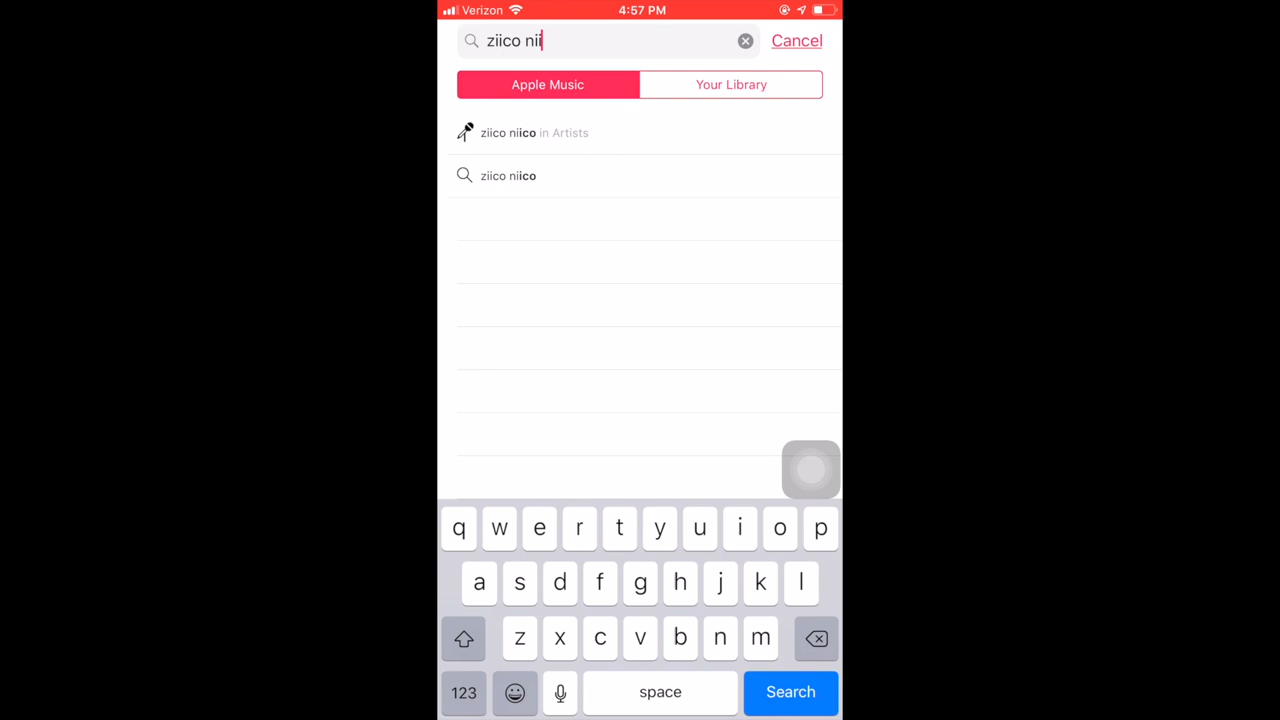 Verizon 4:57 PM
ziico nii Cancel
Apple Music Your Library
ziico niico in Artists
ziico niico
q w e r t y u i o p
a s d f g h j k l
z x c v b n m
123 space Search